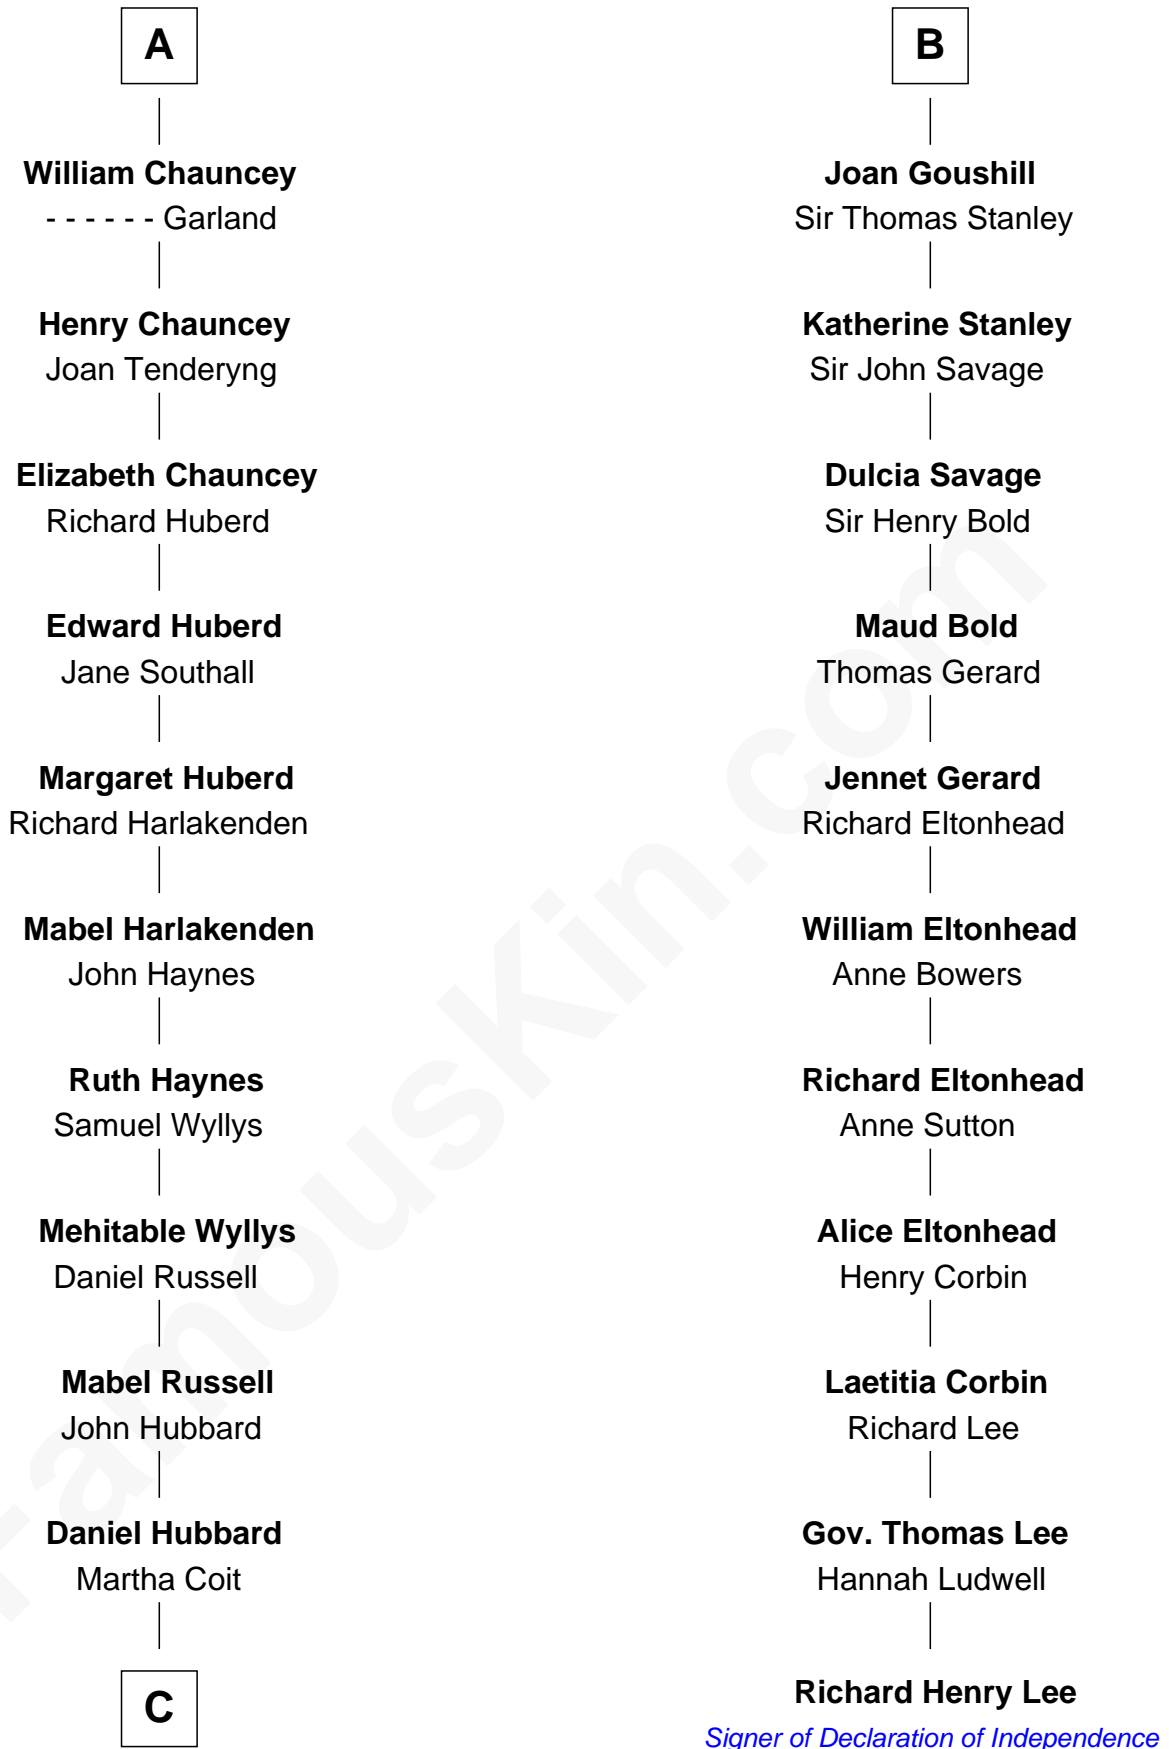 A
William Chauncey
- - - - - - Garland
Henry Chauncey
Joan Tenderyng
Elizabeth Chauncey
Richard Huberd
Edward Huberd
Jane Southall
Margaret Huberd
Richard Harlakenden
Mabel Harlakenden
John Haynes
Ruth Haynes
Samuel Wyllys
Mehitable Wyllys
Daniel Russell
Mabel Russell
John Hubbard
Daniel Hubbard
Martha Coit
C
B
Joan Goushill
Sir Thomas Stanley
Katherine Stanley
Sir John Savage
Dulcia Savage
Sir Henry Bold
Maud Bold
Thomas Gerard
Jennet Gerard
Richard Eltonhead
William Eltonhead
Anne Bowers
Richard Eltonhead
Anne Sutton
Alice Eltonhead
Henry Corbin
Laetitia Corbin
Richard Lee
Gov. Thomas Lee
Hannah Ludwell
Richard Henry Lee
Signer of Declaration of Independence
FamousKin.com